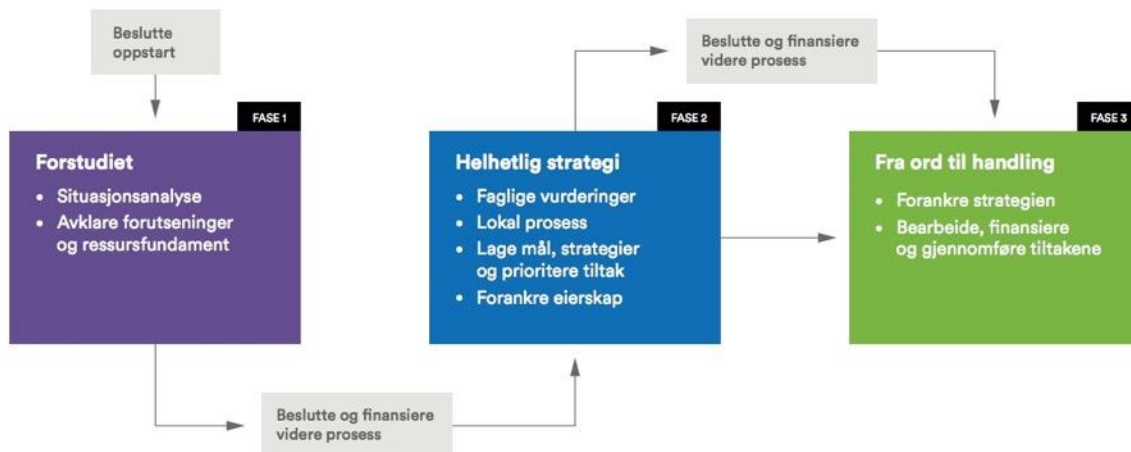 Beslutte
oppstart
FASE 1
Forstudiet
• Situasjonsanalyse
• Avklare forutseninger
og ressursfundament
Beslutte og finansiere
videre prosess
FASE 2
Helhetlig strategi
• Faglige vurderinger
• Lokal prosess
• Lage mål, strategier
og prioritere tiltak
• Forankre eierskap
Beslutte og finansiere
videre prosess
FASE 3
Fra ord til handling
• Forankre strategien
• Bearbeide, finansiere
og gjennomføre tiltakene